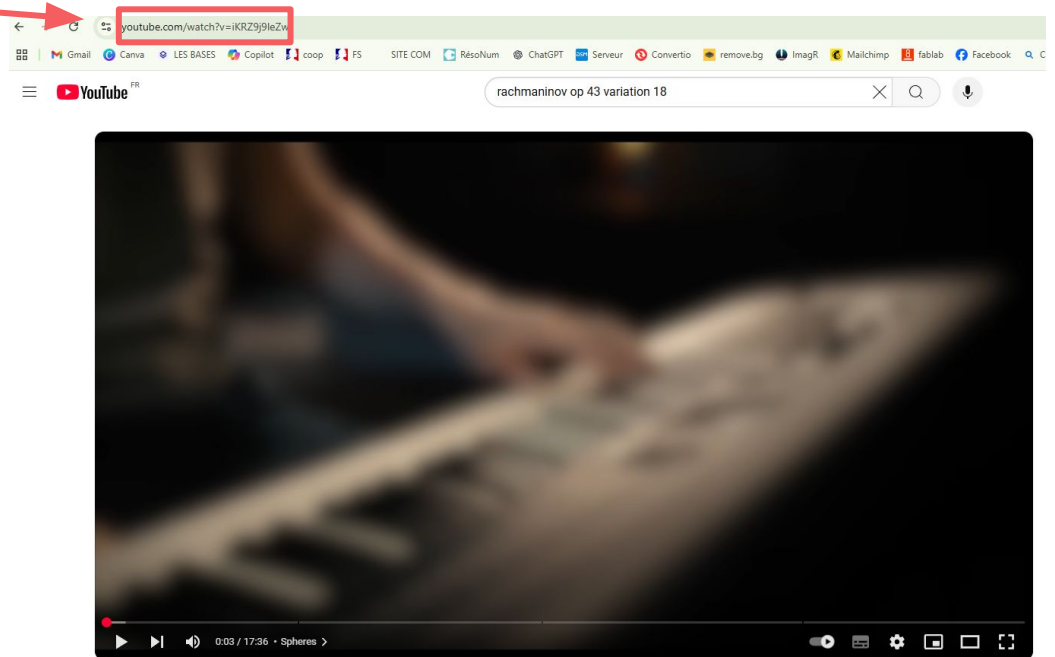 youtube.com/watch?v=iKRZ9j9leZw
Gmail Canva LES BASES Copilot coop FS SITE COM RésoNum ChatGPT Serveur Convertio remove.bg ImagR Mailchimp fablab Facebook C
YouTube FR
rachmaninov op 43 variation 18
0:03 / 17:36 • Spheres >